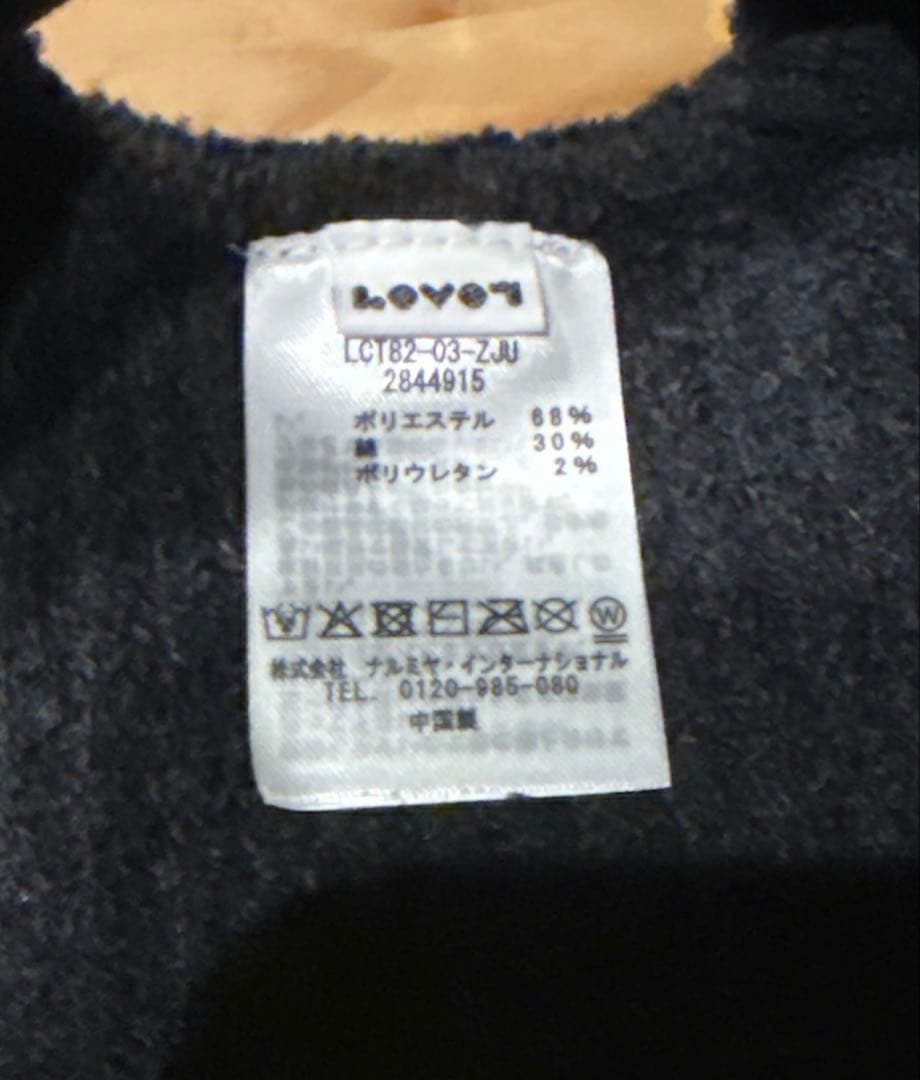 Lovet
LCT82-03-ZJU
2844915
ポリエステル 68%
綿 30%
ポリウレタン 2%
W
株式会社 ナルミヤ・インターナショナル
TEL. 0120-985-080
中国製